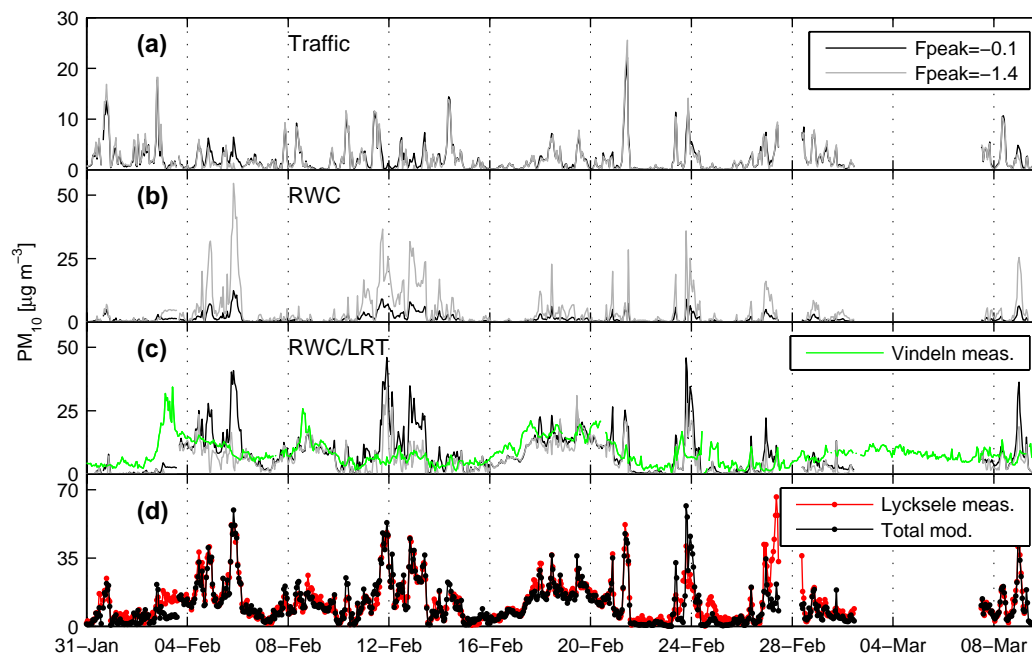 30
20
10
0
(a)
Traffic
Fpeak=−0.1
Fpeak=−1.4
50
25
0
(b)
RWC
PM10 [µg m−3]
50
25
0
(c)
RWC/LRT
Vindeln meas.
70
35
0
(d)
Lycksele meas.
Total mod.
31−Jan 04−Feb 08−Feb 12−Feb 16−Feb 20−Feb 24−Feb 28−Feb 04−Mar 08−Mar